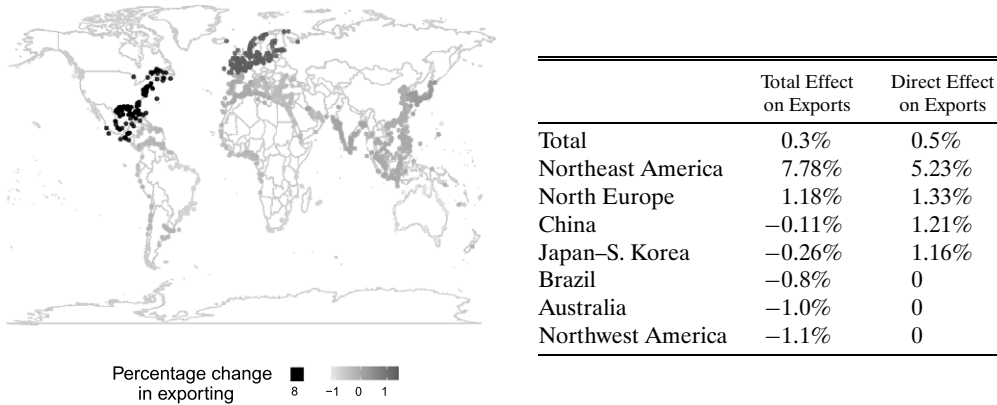 Percentage change
in exporting
8 −1 0 1
Total Effect Direct Effect
on Exports on Exports
Total 0.3% 0.5%
Northeast America 7.78% 5.23%
North Europe 1.18% 1.33%
China −0.11% 1.21%
Japan–S. Korea −0.26% 1.16%
Brazil −0.8% 0
Australia −1.0% 0
Northwest America −1.1% 0